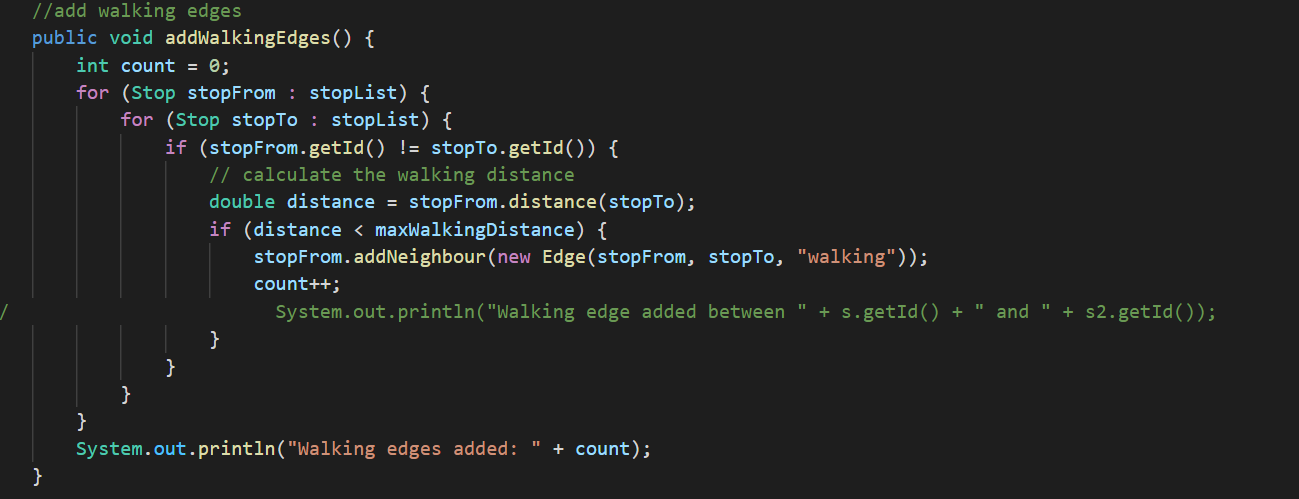 //add walking edges
public void addWalkingEdges() {
int count = 0;
for (Stop stopFrom : stopList) {
for (Stop stopTo : stopList) {
if (stopFrom.getId() != stopTo.getId()) {
// calculate the walking distance
double distance = stopFrom.distance(stopTo);
if (distance < maxWalkingDistance) {
stopFrom.addNeighbour(new Edge(stopFrom, stopTo, "walking"));
count++;
/ System.out.println("Walking edge added between " + s.getId() + " and " + s2.getId());
}
}
}
}
System.out.println("Walking edges added: " + count);
}